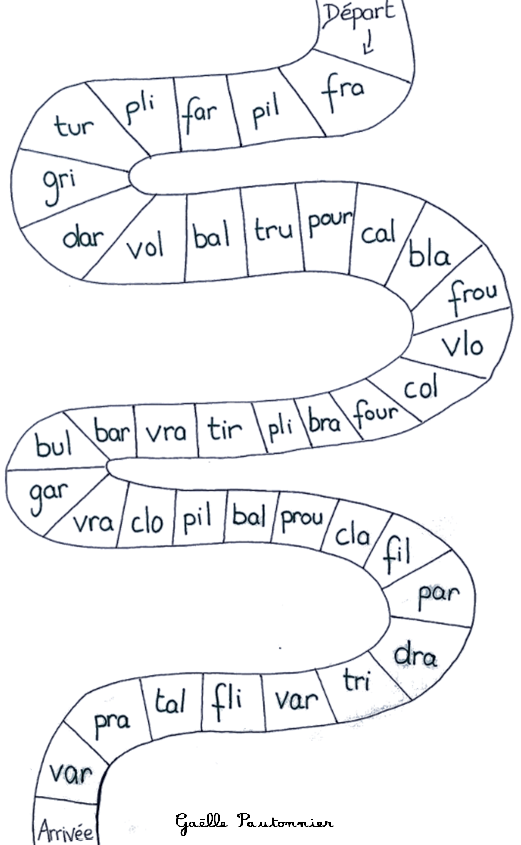 Départ
fra
pil
far
pli
tur
gri
dar
vol
bal
tru
pour
cal
bla
frou
vlo
col
four
bra
pli
tir
vra
bar
bul
gar
vra
clo
pil
bal
prou
cla
fil
par
dra
tri
var
fli
tal
pra
var
Arrivée
Gaëlle Pautonnier